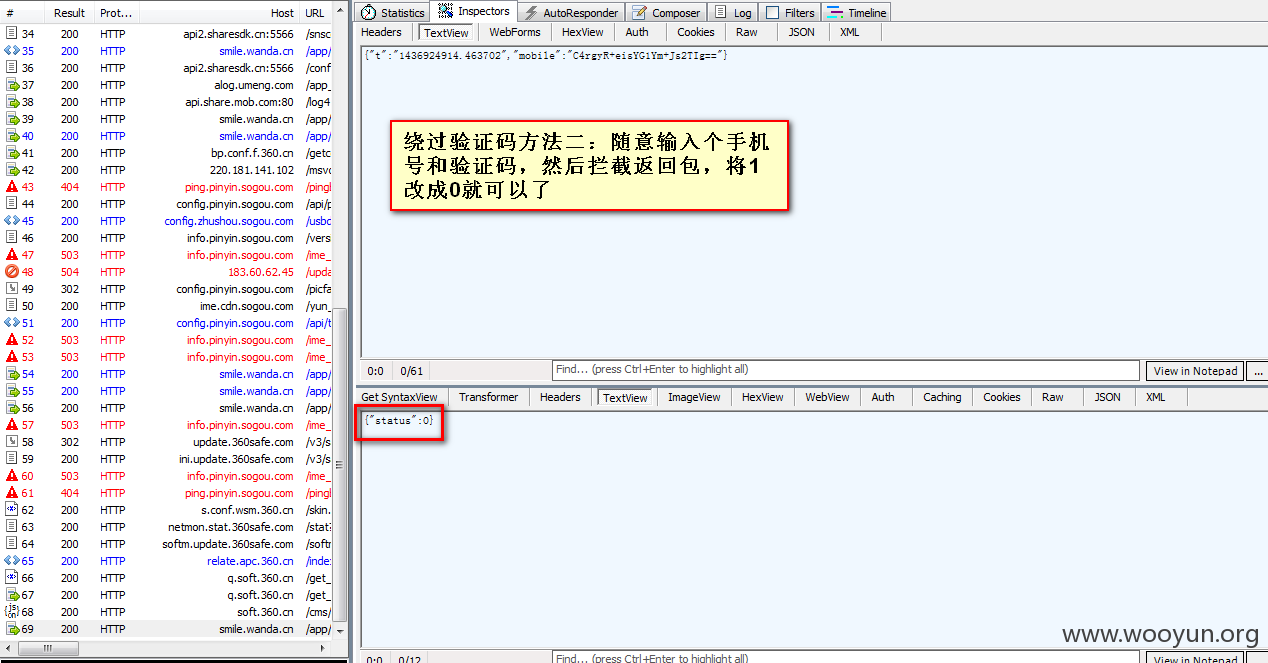 # Result Prot... Host URL
34 200 HTTP api2.sharesdk.cn:5566 /snsc
35 200 HTTP smile.wanda.cn /app/
36 200 HTTP api2.sharesdk.cn:5566 /conf
37 200 HTTP alog.umeng.com /app_
38 200 HTTP api.share.mob.com:80 /log4
39 200 HTTP smile.wanda.cn /app/
40 200 HTTP smile.wanda.cn /app/
41 200 HTTP bp.conf.f.360.cn /getc
42 200 HTTP 220.181.141.102 /msvc
43 404 HTTP ping.pinyin.sogou.com /pingl
44 200 HTTP config.pinyin.sogou.com /api/p
45 200 HTTP config.zhushou.sogou.com /usbc
46 200 HTTP info.pinyin.sogou.com /vers
47 503 HTTP info.pinyin.sogou.com /ime_
48 504 HTTP 183.60.62.45 /upda
49 302 HTTP config.pinyin.sogou.com /picfa
50 200 HTTP ime.cdn.sogou.com /yun_
51 200 HTTP config.pinyin.sogou.com /api/t
52 503 HTTP info.pinyin.sogou.com /ime_
53 503 HTTP info.pinyin.sogou.com /ime_
54 200 HTTP smile.wanda.cn /app/
55 200 HTTP smile.wanda.cn /app/
56 200 HTTP smile.wanda.cn /app/
57 503 HTTP info.pinyin.sogou.com /ime_
58 302 HTTP update.360safe.com /v3/s
59 200 HTTP ini.update.360safe.com /v3/s
60 503 HTTP info.pinyin.sogou.com /ime_
61 404 HTTP ping.pinyin.sogou.com /pingl
62 200 HTTP s.conf.wsm.360.cn /skin.
63 200 HTTP netmon.stat.360safe.com /stat?
64 200 HTTP softm.update.360safe.com /softr
65 200 HTTP relate.apc.360.cn /inde:
66 200 HTTP q.soft.360.cn /get_
67 200 HTTP q.soft.360.cn /get_
68 200 HTTP soft.360.cn /cms/
69 200 HTTP smile.wanda.cn /app/
Statistics Inspectors AutoResponder Composer Log Filters Timeline
Headers TextView WebForms HexView Auth Cookies Raw JSON XML
{"t":"1436924914.463702","mobile":"C4rgyR+eisYGiYm+Js2TIg=="}
绕过验证码方法二：随意输入个手机
号和验证码，然后拦截返回包，将1
改成0就可以了
0:0 0/61 Find... (press Ctrl+Enter to highlight all) View in Notepad ...
Get SyntaxView Transformer Headers TextView ImageView HexView WebView Auth Caching Cookies Raw JSON XML
{"status":0}
www.wooyun.org
0:0 0/12 Find... (press Ctrl+Enter to highlight all) View in Notepad ...